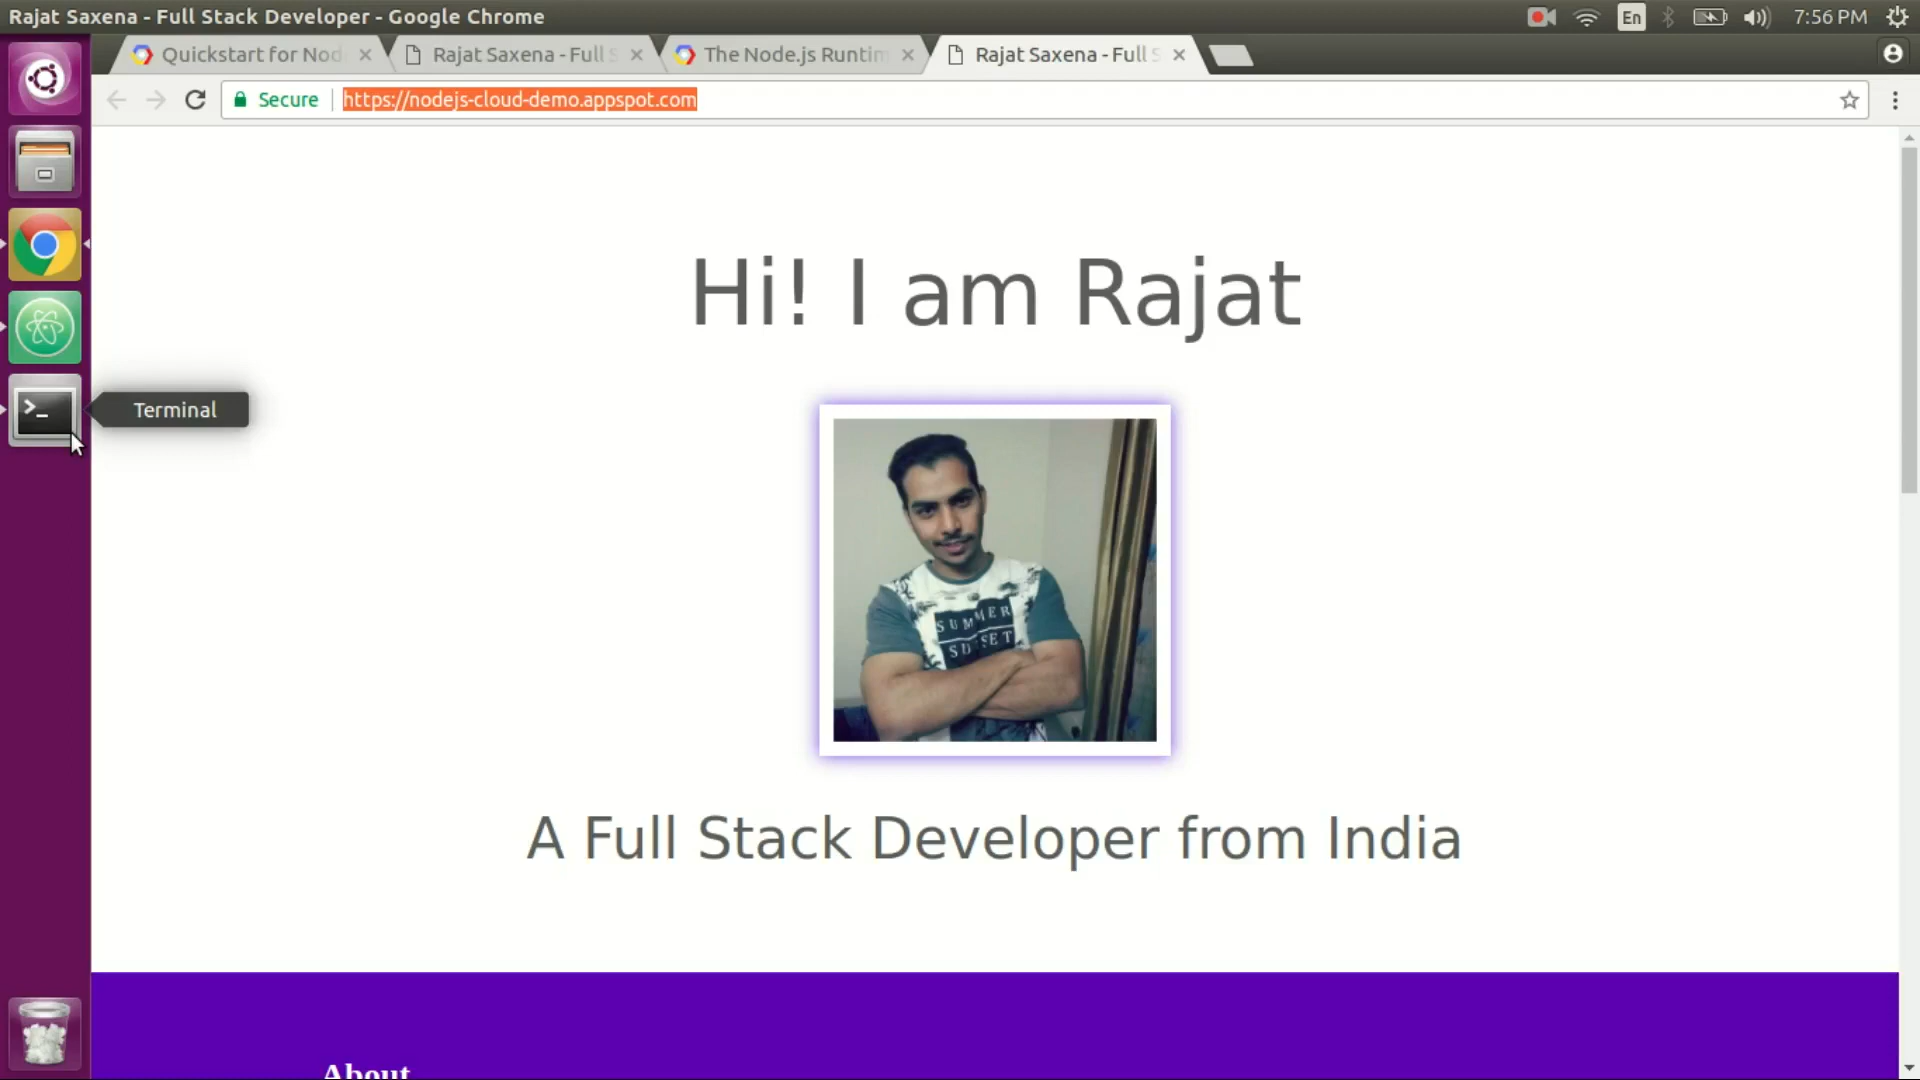 Rajat Saxena - Full Stack Developer - Google Chrome
En
7:56 PM
Quickstart for Nod
Rajat Saxena - Full S
The Node.js Runtim
Rajat Saxena - Full S
Secure
https://nodejs-cloud-demo.appspot.com
Hi! I am Rajat
>_
Terminal
SUMMER
A Full Stack Developer from India
About